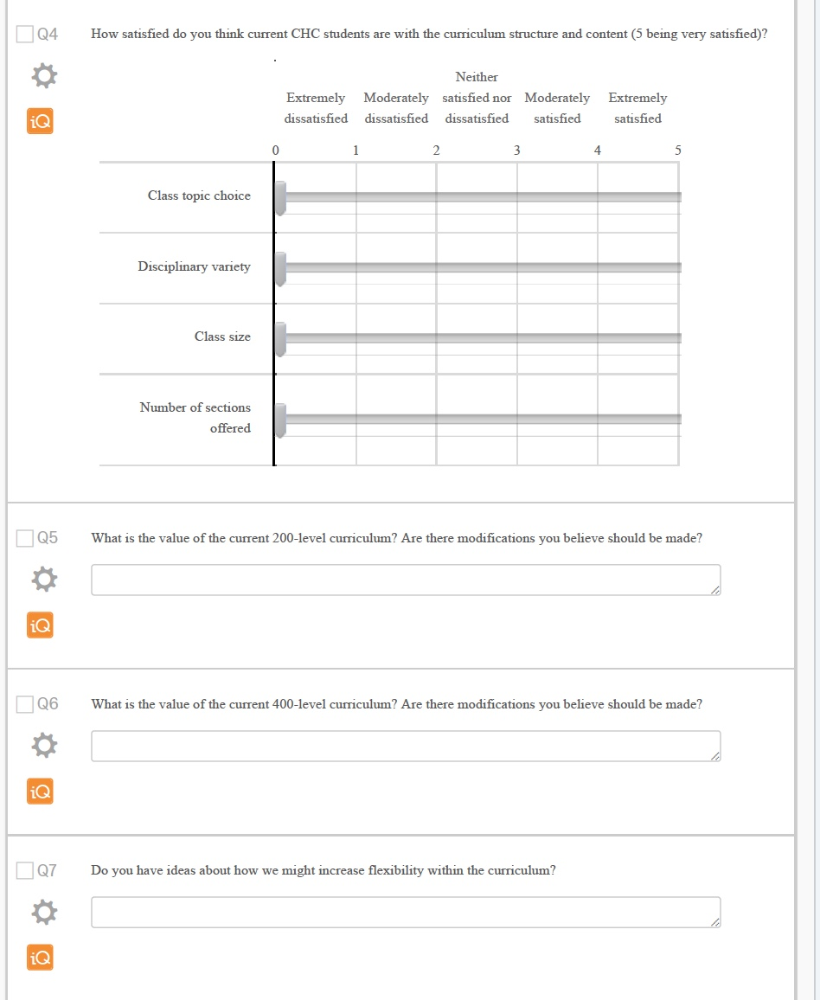 Q4 How satisfied do you think current CHC students are with the curriculum structure and content (5 being very satisfied)?
.
iQ
Neither
Extremely Moderately satisfied nor Moderately Extremely
dissatisfied dissatisfied dissatisfied satisfied satisfied
0 1 2 3 4 5
Class topic choice
Disciplinary variety
Class size
Number of sections
offered
Q5 What is the value of the current 200-level curriculum? Are there modifications you believe should be made?
iQ
Q6 What is the value of the current 400-level curriculum? Are there modifications you believe should be made?
iQ
Q7 Do you have ideas about how we might increase flexibility within the curriculum?
iQ